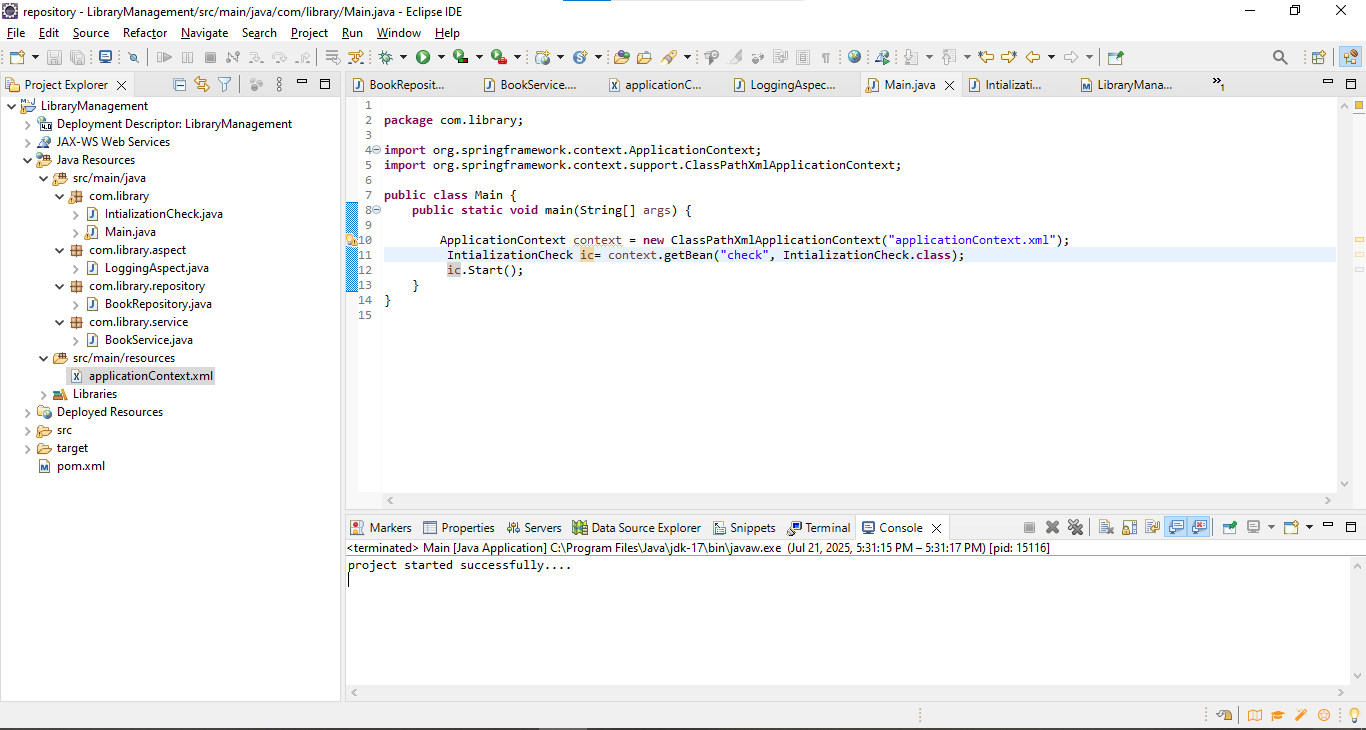 repository - LibraryManagement/src/main/java/com/library/Main.java - Eclipse IDE
File Edit Source Refactor Navigate Search Project Run Window Help
Project Explorer
LibraryManagement
Deployment Descriptor: LibraryManagement
JAX-WS Web Services
Java Resources
src/main/java
com.library
IntializationCheck.java
Main.java
com.library.aspect
LoggingAspect.java
com.library.repository
BookRepository.java
com.library.service
BookService.java
src/main/resources
applicationContext.xml
Libraries
Deployed Resources
src
target
pom.xml
BookReposit... BookService.... applicationC... LoggingAspec... Main.java Intializati... LibraryMana... »1
1
2 package com.library;
3
4 import org.springframework.context.ApplicationContext;
5 import org.springframework.context.support.ClassPathXmlApplicationContext;
6
7 public class Main {
8 public static void main(String[] args) {
9
10 ApplicationContext context = new ClassPathXmlApplicationContext("applicationContext.xml");
11 IntializationCheck ic= context.getBean("check", IntializationCheck.class);
12 ic.Start();
13 }
14 }
15
Markers Properties Servers Data Source Explorer Snippets Terminal Console
<terminated> Main [Java Application] C:\Program Files\Java\jdk-17\bin\javaw.exe (Jul 21, 2025, 5:31:15 PM – 5:31:17 PM) [pid: 15116]
project started successfully....